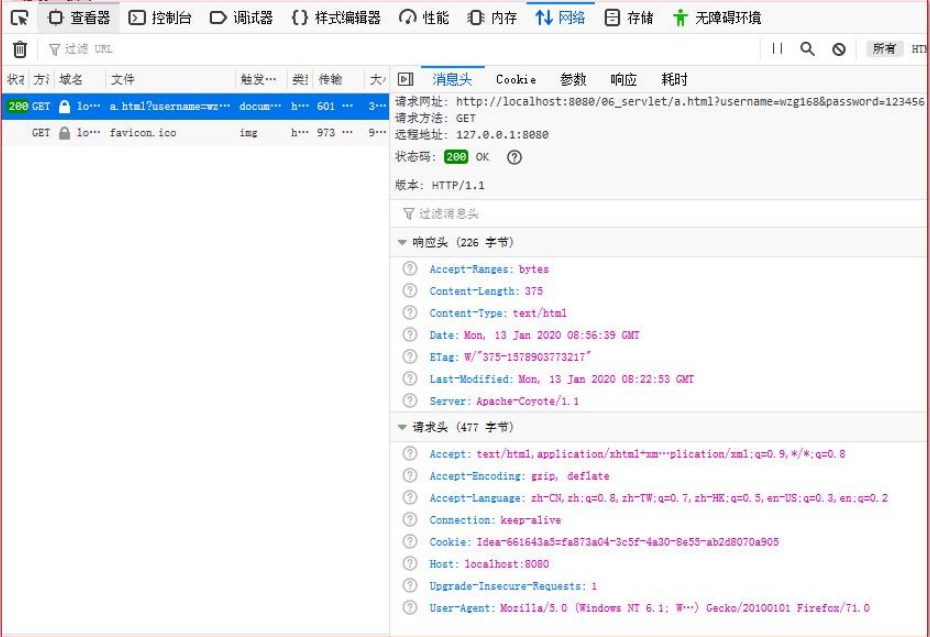 查看器 控制台 调试器 样式编辑器 性能 内存 网络 存储 无障碍环境
过滤 URL 所有
域名 文件 触发… 传输
消息头 Cookie 参数 响应 耗时
200 GET lo… a.html?username=wz… docum… h… 601 … 3…
GET lo… favicon.ico img h… 973 … 9…
请求网址: http://localhost:8080/06_servlet/a.html?username=wzg168&password=123456
请求方法: GET
远程地址: 127.0.0.1:8080
状态码: 200 OK
版本: HTTP/1.1
过滤消息头
响应头 (226 字节)
Accept-Ranges: bytes
Content-Length: 375
Content-Type: text/html
Date: Mon, 13 Jan 2020 08:56:39 GMT
ETag: W/"375-1578903773217"
Last-Modified: Mon, 13 Jan 2020 08:22:53 GMT
Server: Apache-Coyote/1.1
请求头 (477 字节)
Accept: text/html,application/xhtml+xm…plication/xml;q=0.9,*/*;q=0.8
Accept-Encoding: gzip, deflate
Accept-Language: zh-CN,zh;q=0.8,zh-TW;q=0.7,zh-HK;q=0.5,en-US;q=0.3,en;q=0.2
Connection: keep-alive
Cookie: Idea-661643a5=fa873a04-3c5f-4a30-8e55-ab2d8070a905
Host: localhost:8080
Upgrade-Insecure-Requests: 1
User-Agent: Mozilla/5.0 (Windows NT 6.1; W…) Gecko/20100101 Firefox/71.0